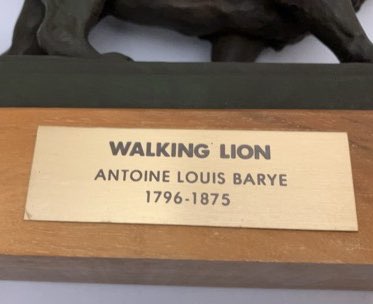 WALKING LION
ANTOINE LOUIS BARYE
1796-1875